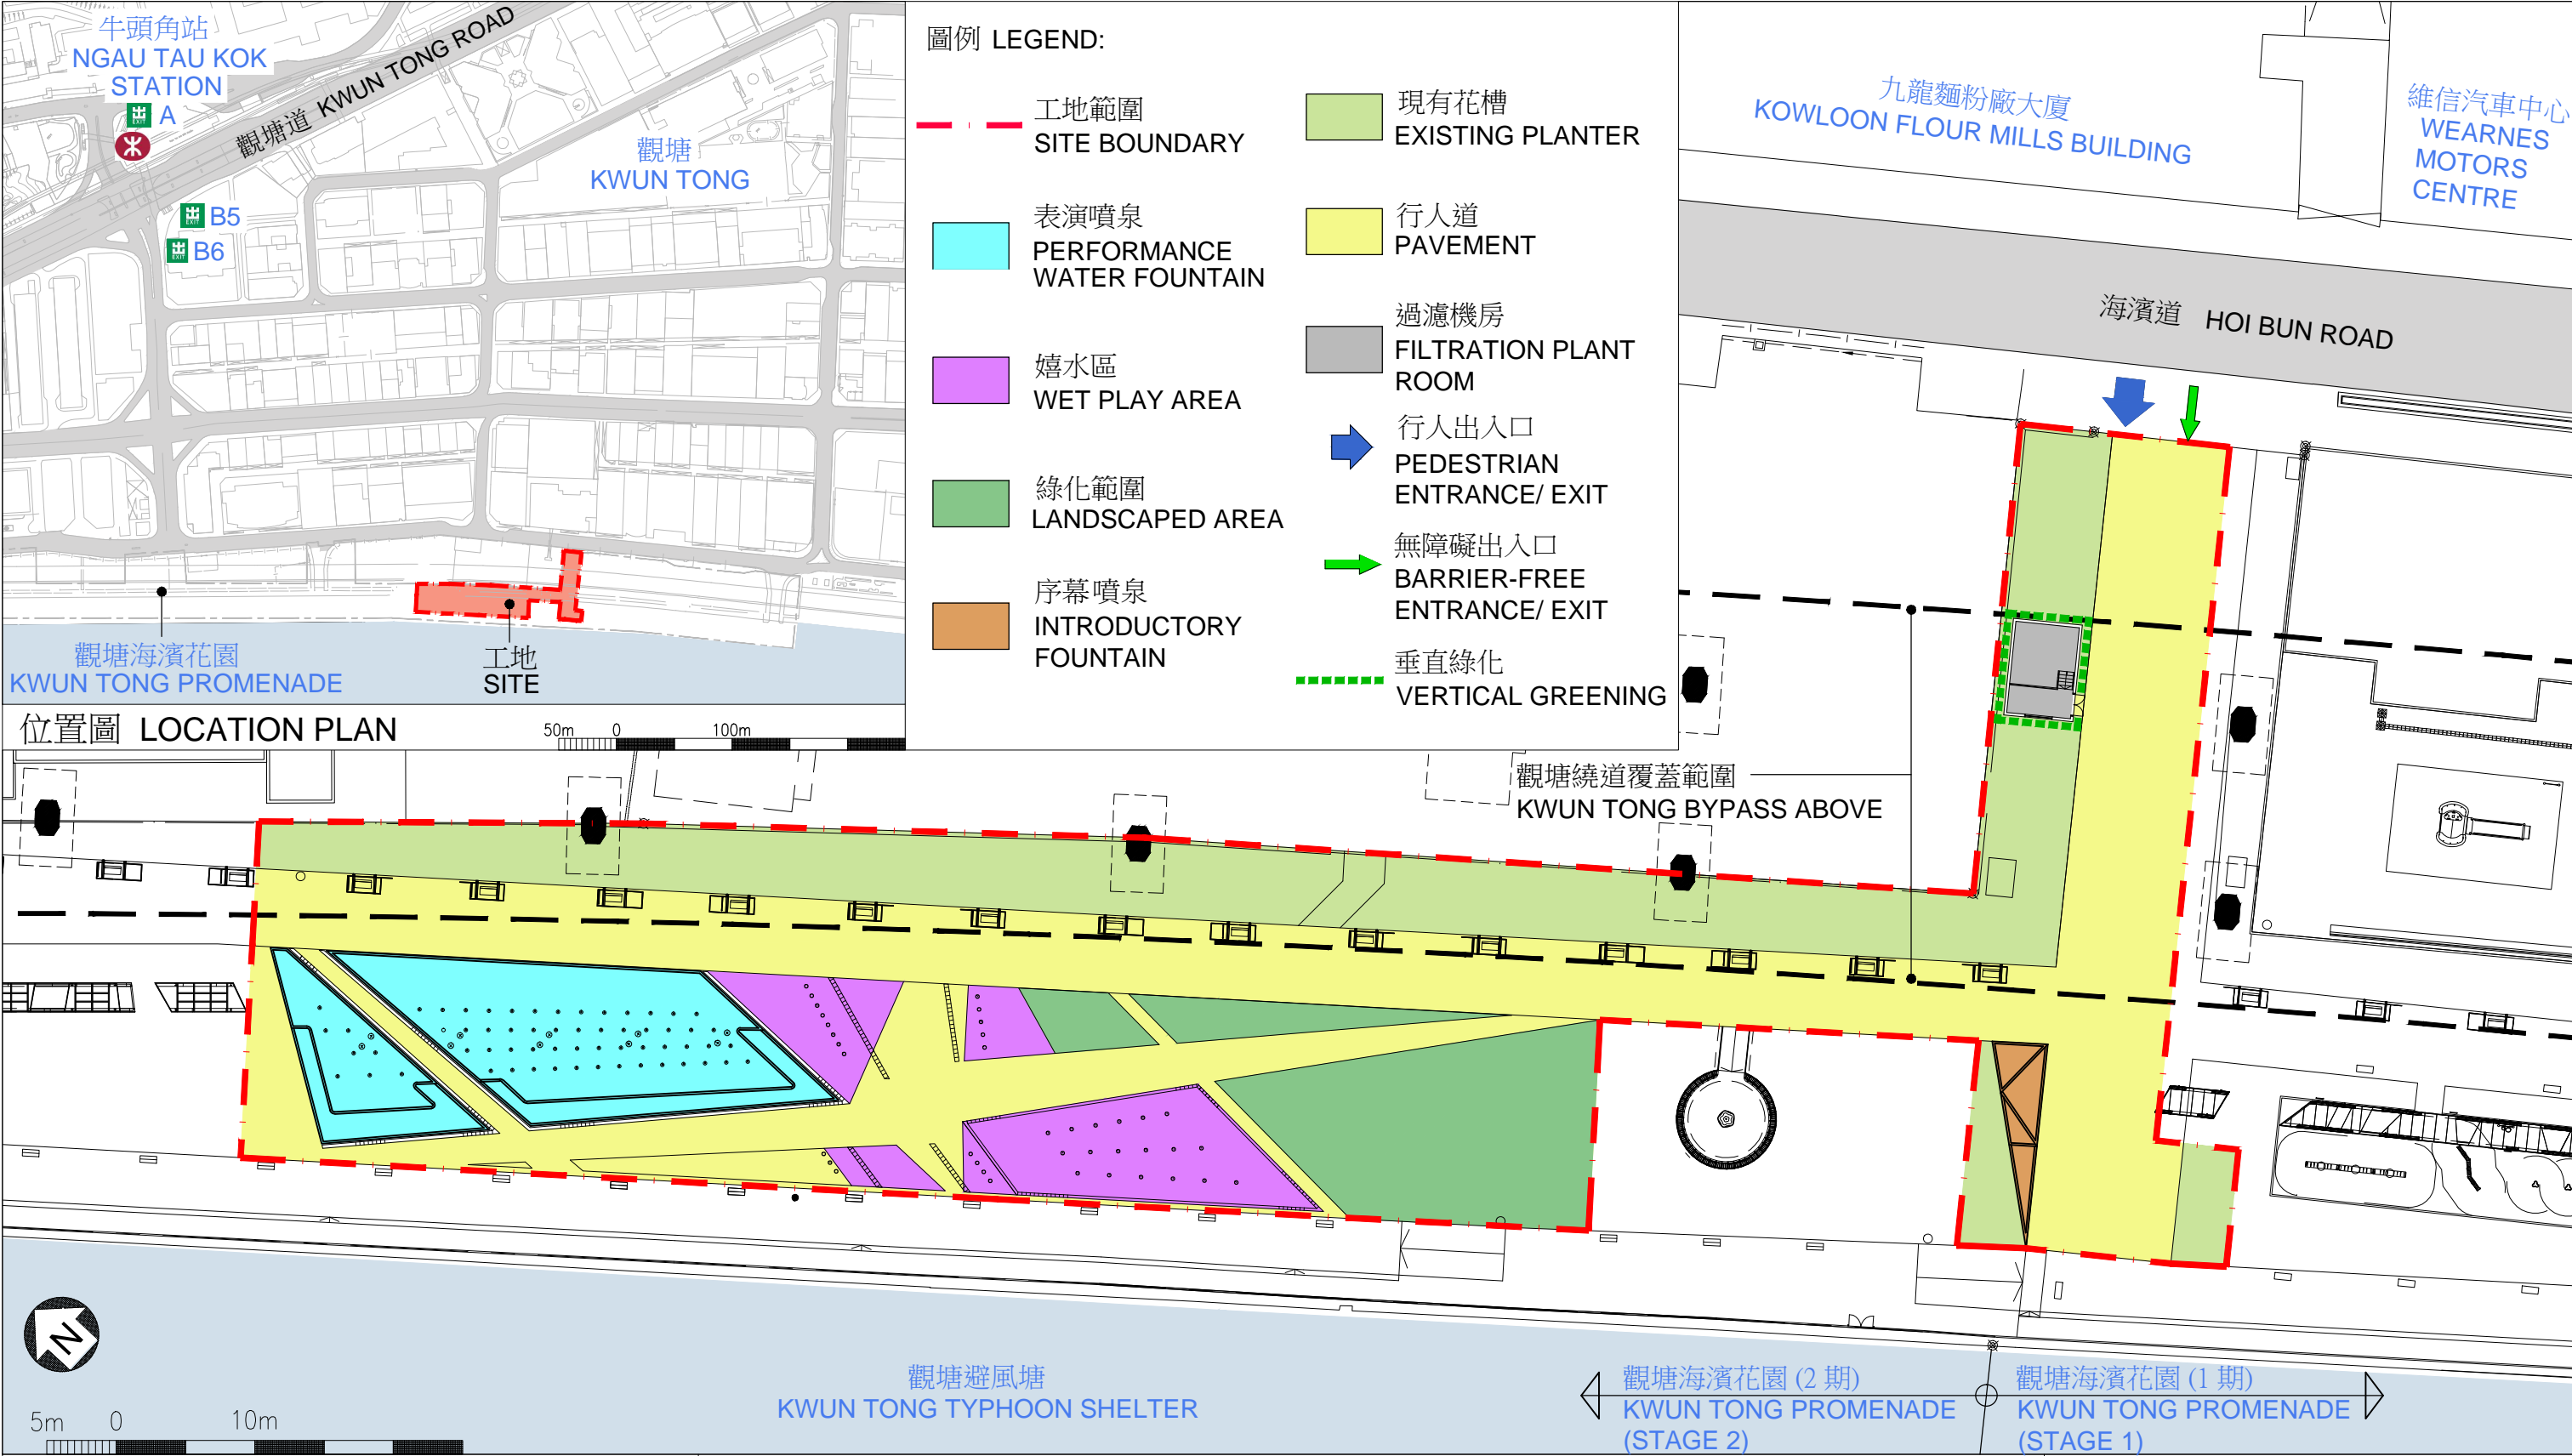 牛頭角站
NGAU TAU KOK
STATION
出 EXIT A
觀塘道 KWUN TONG ROAD
觀塘
KWUN TONG
出 EXIT B5
出 EXIT B6
觀塘海濱花園
KWUN TONG PROMENADE
工地
SITE
位置圖 LOCATION PLAN
50m 0 100m
圖例 LEGEND:
工地範圍
SITE BOUNDARY
表演噴泉
PERFORMANCE
WATER FOUNTAIN
嬉水區
WET PLAY AREA
綠化範圍
LANDSCAPED AREA
序幕噴泉
INTRODUCTORY
FOUNTAIN
現有花槽
EXISTING PLANTER
行人道
PAVEMENT
過濾機房
FILTRATION PLANT
ROOM
行人出入口
PEDESTRIAN
ENTRANCE/ EXIT
無障礙出入口
BARRIER-FREE
ENTRANCE/ EXIT
垂直綠化
VERTICAL GREENING
九龍麵粉廠大廈
KOWLOON FLOUR MILLS BUILDING
維信汽車中心
WEARNES
MOTORS
CENTRE
海濱道 HOI BUN ROAD
觀塘繞道覆蓋範圍
KWUN TONG BYPASS ABOVE
N
5m 0 10m
觀塘避風塘
KWUN TONG TYPHOON SHELTER
觀塘海濱花園 (2 期)
KWUN TONG PROMENADE
(STAGE 2)
觀塘海濱花園 (1 期)
KWUN TONG PROMENADE
(STAGE 1)